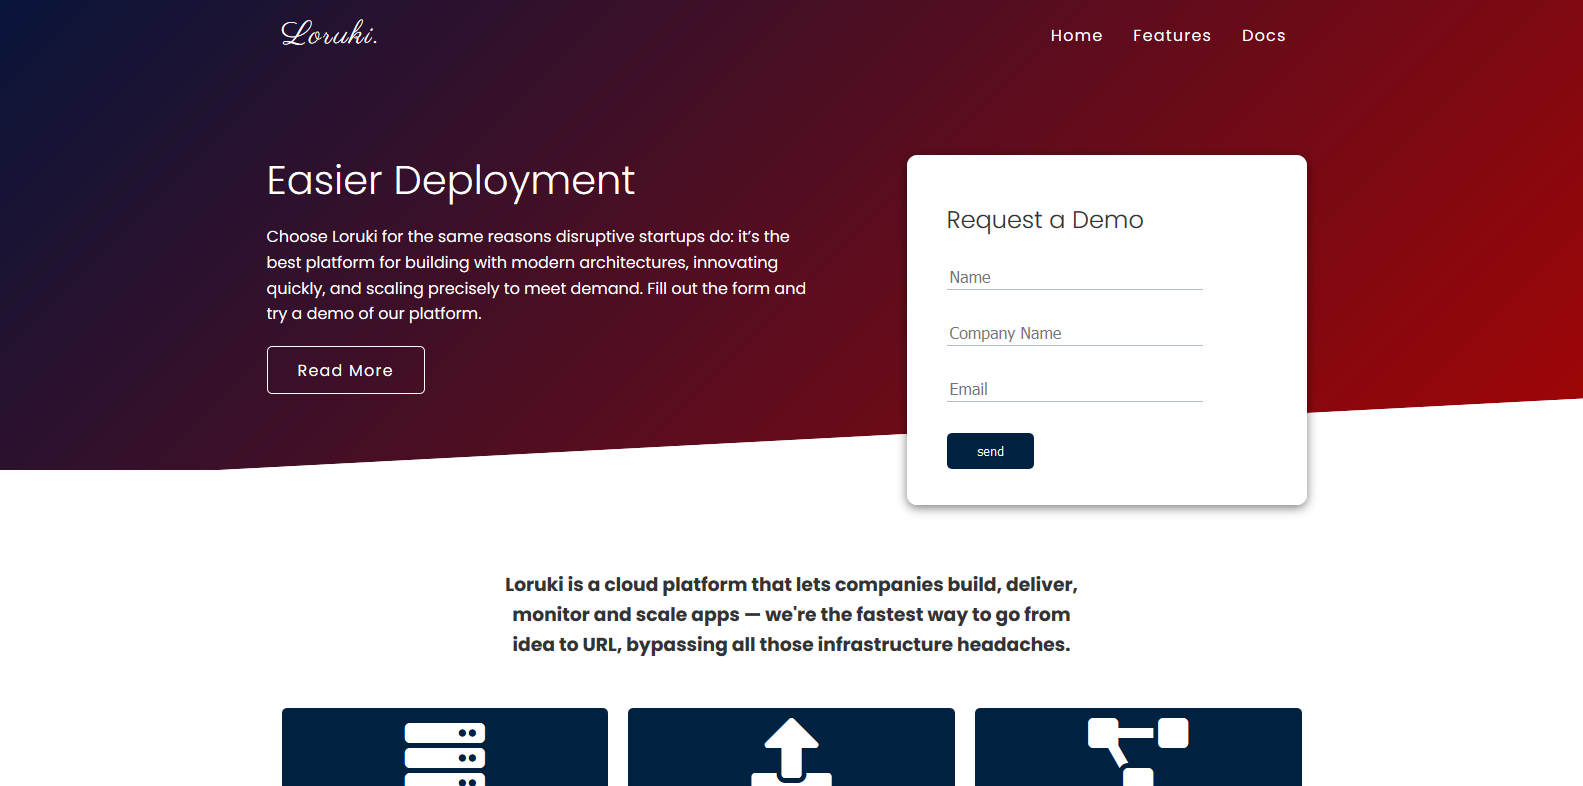 Loruki.
Home Features Docs
Easier Deployment
Choose Loruki for the same reasons disruptive startups do: it’s the
best platform for building with modern architectures, innovating
quickly, and scaling precisely to meet demand. Fill out the form and
try a demo of our platform.
Read More
Request a Demo
Name
Company Name
Email
send
Loruki is a cloud platform that lets companies build, deliver,
monitor and scale apps — we're the fastest way to go from
idea to URL, bypassing all those infrastructure headaches.